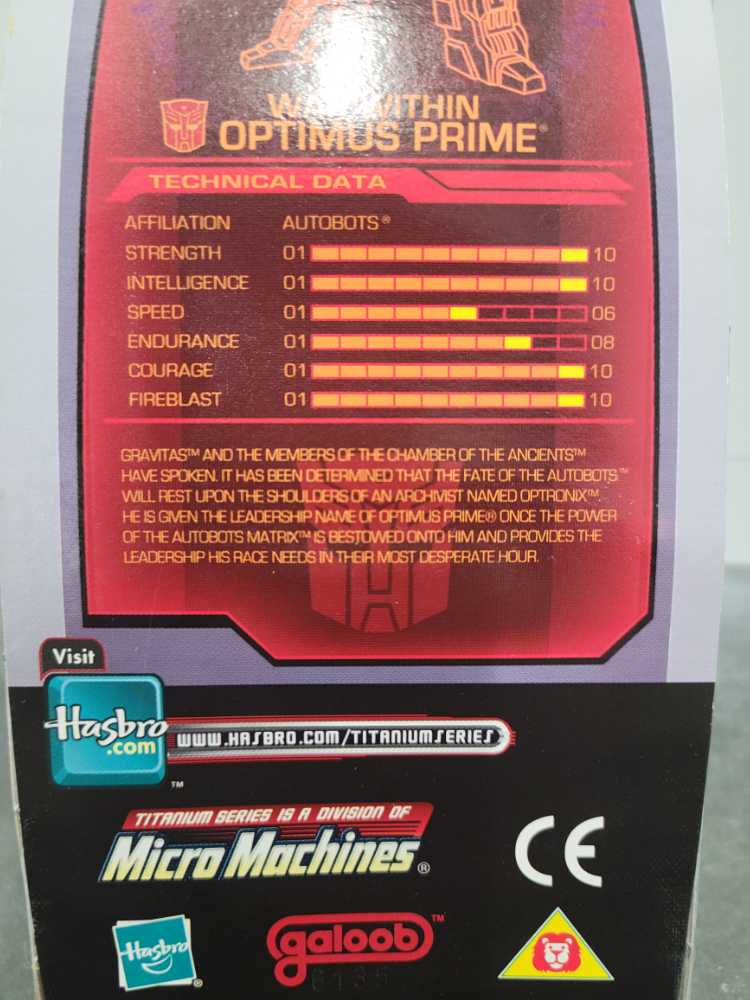 WAR WITHIN
OPTIMUS PRIME®
TECHNICAL DATA
AFFILIATION AUTOBOTS®
STRENGTH 01 10
INTELLIGENCE 01 10
SPEED 01 06
ENDURANCE 01 08
COURAGE 01 10
FIREBLAST 01 10
GRAVITAS™ AND THE MEMBERS OF THE CHAMBER OF THE ANCIENTS™
HAVE SPOKEN. IT HAS BEEN DETERMINED THAT THE FATE OF THE AUTOBOTS™
WILL REST UPON THE SHOULDERS OF AN ARCHIVIST NAMED OPTRONIX™.
HE IS GIVEN THE LEADERSHIP NAME OF OPTIMUS PRIME® ONCE THE POWER
OF THE AUTOBOTS MATRIX™ IS BESTOWED ONTO HIM AND PROVIDES THE
LEADERSHIP HIS RACE NEEDS IN THEIR MOST DESPERATE HOUR.
Visit
Hasbro
.com
™
WWW.HASBRO.COM/TITANIUMSERIES
TITANIUM SERIES IS A DIVISION OF
Micro Machines®
CE
Hasbro®
galoob™
6135